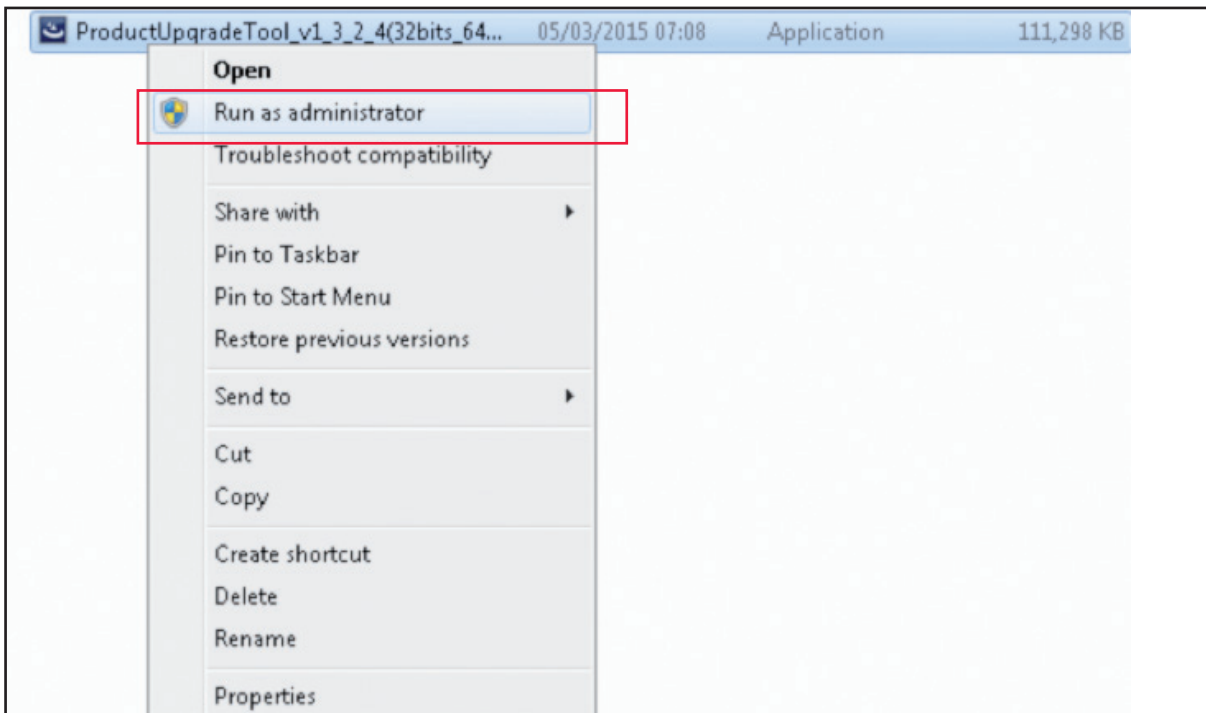 ProductUpgradeTool_v1_3_2_4(32bits_64... 05/03/2015 07:08 Application 111,298 KB
Open
Run as administrator
Troubleshoot compatibility
Share with
Pin to Taskbar
Pin to Start Menu
Restore previous versions
Send to
Cut
Copy
Create shortcut
Delete
Rename
Properties